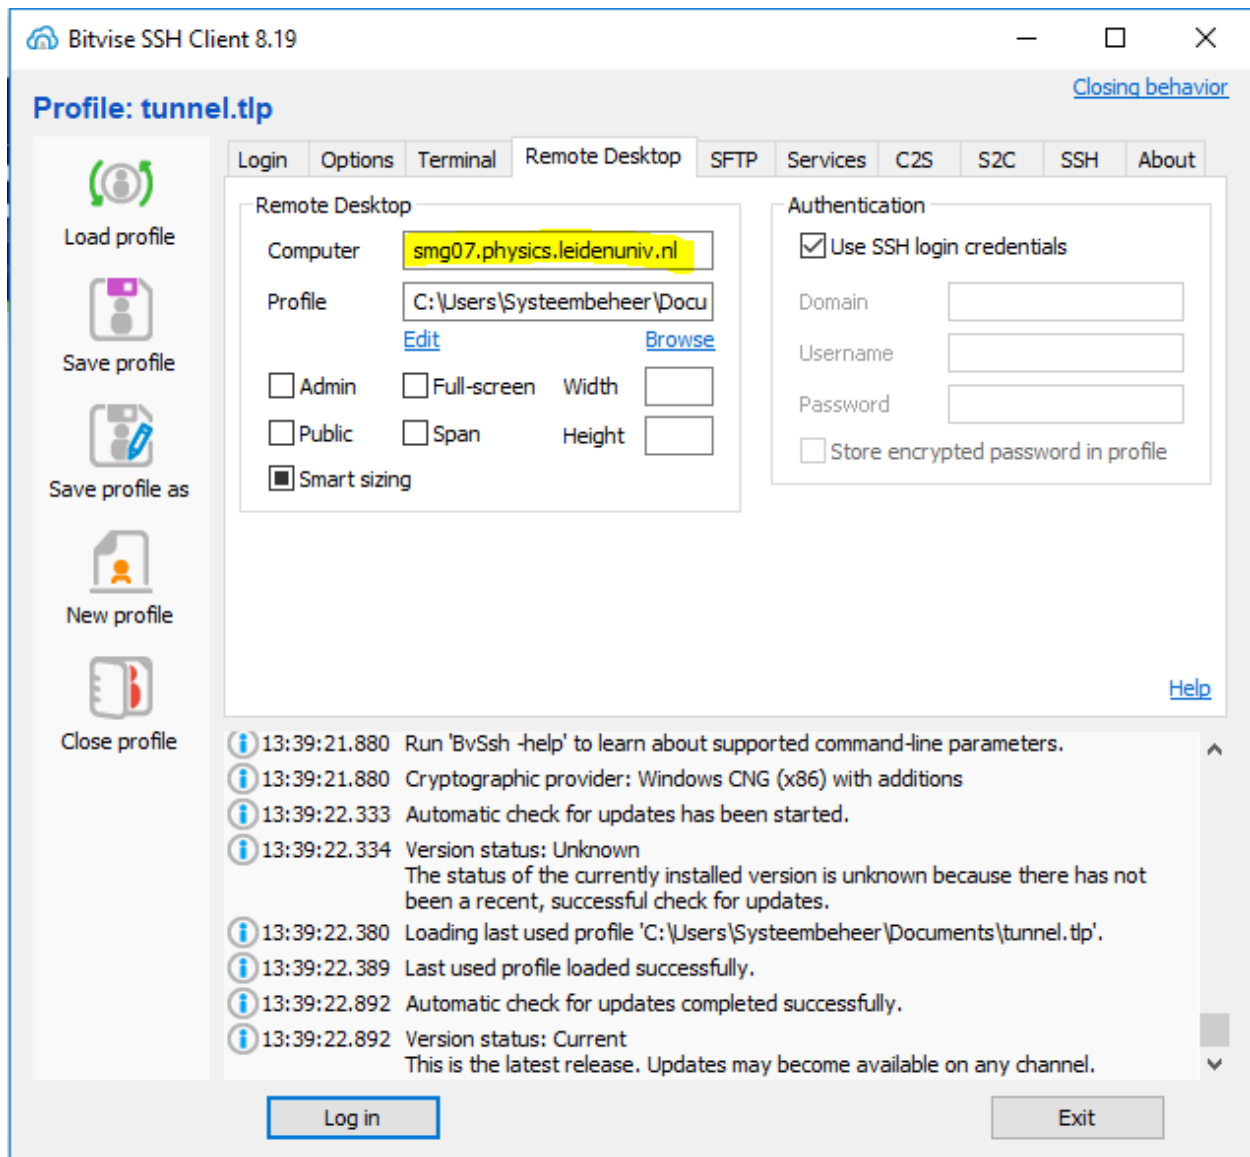 Bitvise SSH Client 8.19
Closing behavior
Profile: tunnel.tlp
Load profile
Save profile
Save profile as
New profile
Close profile
Login Options Terminal Remote Desktop SFTP Services C2S S2C SSH About
Remote Desktop
Computer smg07.physics.leidenuniv.nl
Profile C:\Users\Systeembeheer\Docu
Edit Browse
Admin Full-screen Width
Public Span Height
Smart sizing
Authentication
Use SSH login credentials
Domain
Username
Password
Store encrypted password in profile
Help
13:39:21.880 Run 'BvSsh -help' to learn about supported command-line parameters.
13:39:21.880 Cryptographic provider: Windows CNG (x86) with additions
13:39:22.333 Automatic check for updates has been started.
13:39:22.334 Version status: Unknown
The status of the currently installed version is unknown because there has not
been a recent, successful check for updates.
13:39:22.380 Loading last used profile 'C:\Users\Systeembeheer\Documents\tunnel.tlp'.
13:39:22.389 Last used profile loaded successfully.
13:39:22.892 Automatic check for updates completed successfully.
13:39:22.892 Version status: Current
This is the latest release. Updates may become available on any channel.
Log in Exit